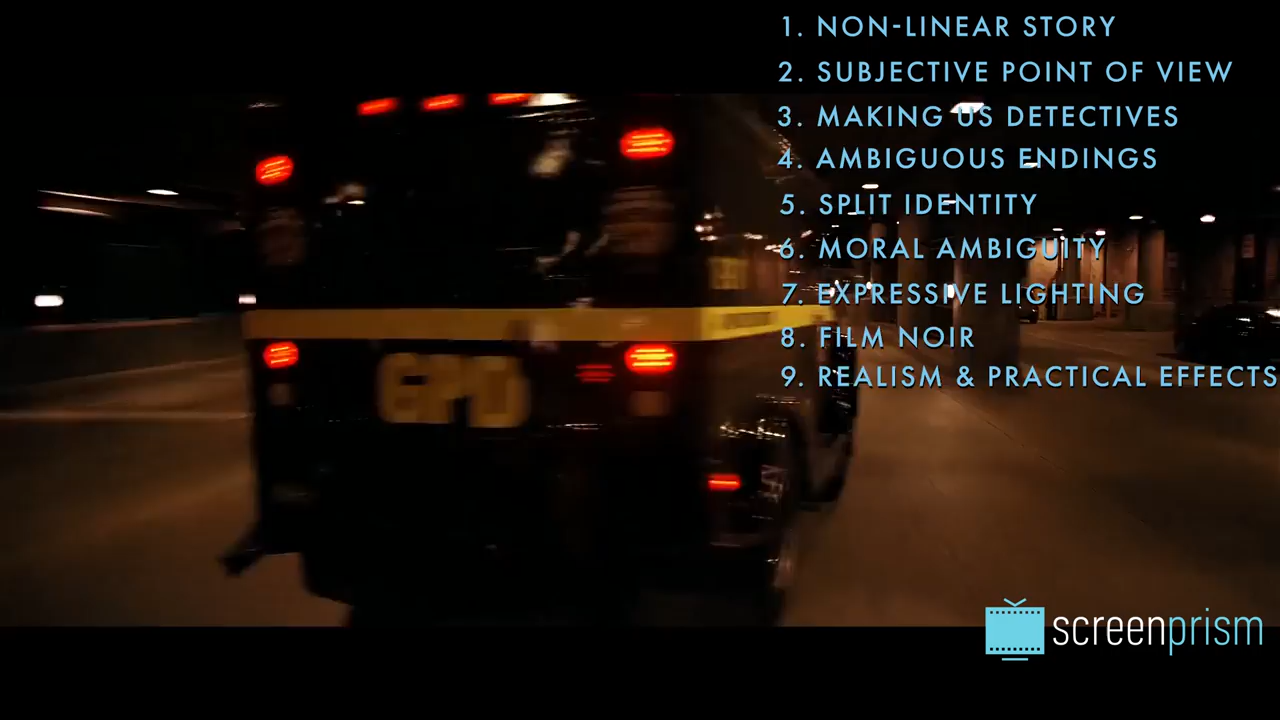 1. NON-LINEAR STORY
2. SUBJECTIVE POINT OF VIEW
3. MAKING US DETECTIVES
4. AMBIGUOUS ENDINGS
5. SPLIT IDENTITY
6. MORAL AMBIGUITY
7. EXPRESSIVE LIGHTING
8. FILM NOIR
9. REALISM & PRACTICAL EFFECTS
GPD
screenprism